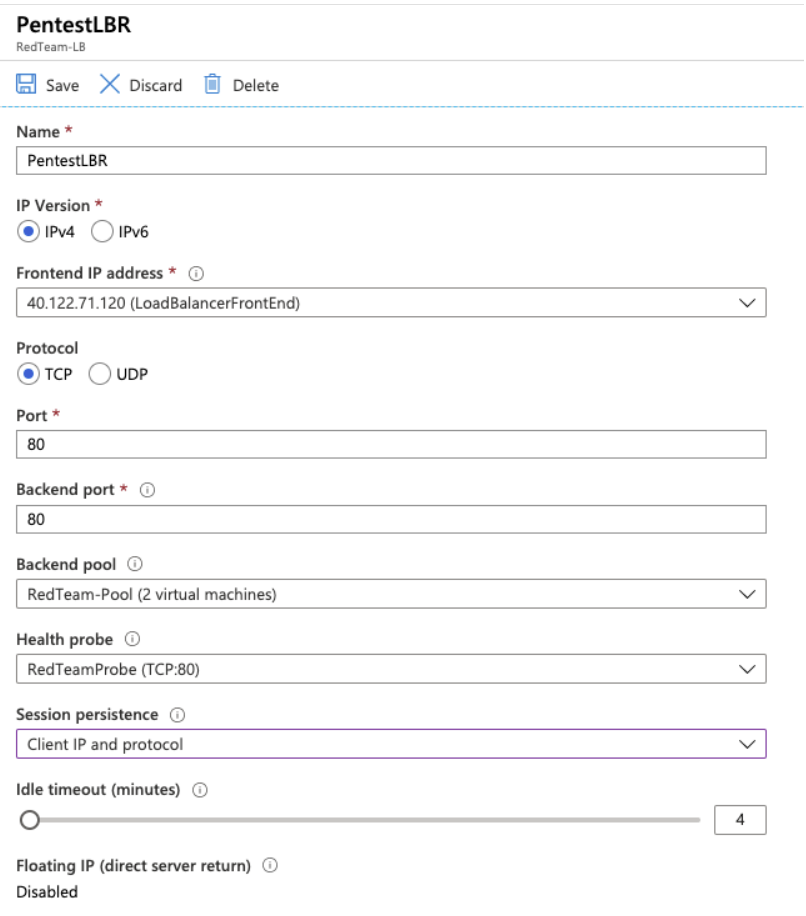 PentestLBR
RedTeam-LB
Save Discard Delete
Name *
PentestLBR
IP Version *
IPv4 IPv6
Frontend IP address *
40.122.71.120 (LoadBalancerFrontEnd)
Protocol
TCP UDP
Port *
80
Backend port *
80
Backend pool
RedTeam-Pool (2 virtual machines)
Health probe
RedTeamProbe (TCP:80)
Session persistence
Client IP and protocol
Idle timeout (minutes)
4
Floating IP (direct server return)
Disabled